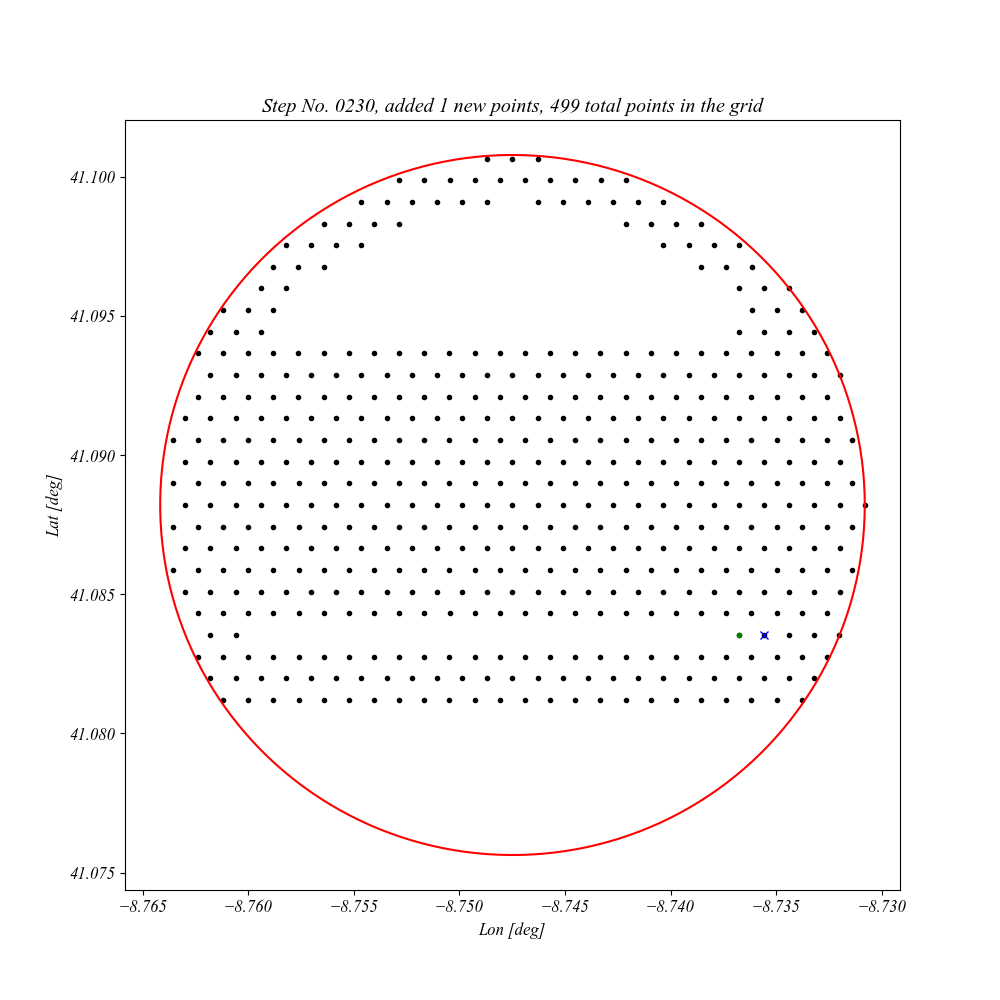 Step No. 0230, added 1 new points, 499 total points in the grid
41.100
41.095
41.090
41.085
41.080
41.075
Lat [deg]
−8.765 −8.760 −8.755 −8.750 −8.745 −8.740 −8.735 −8.730
Lon [deg]